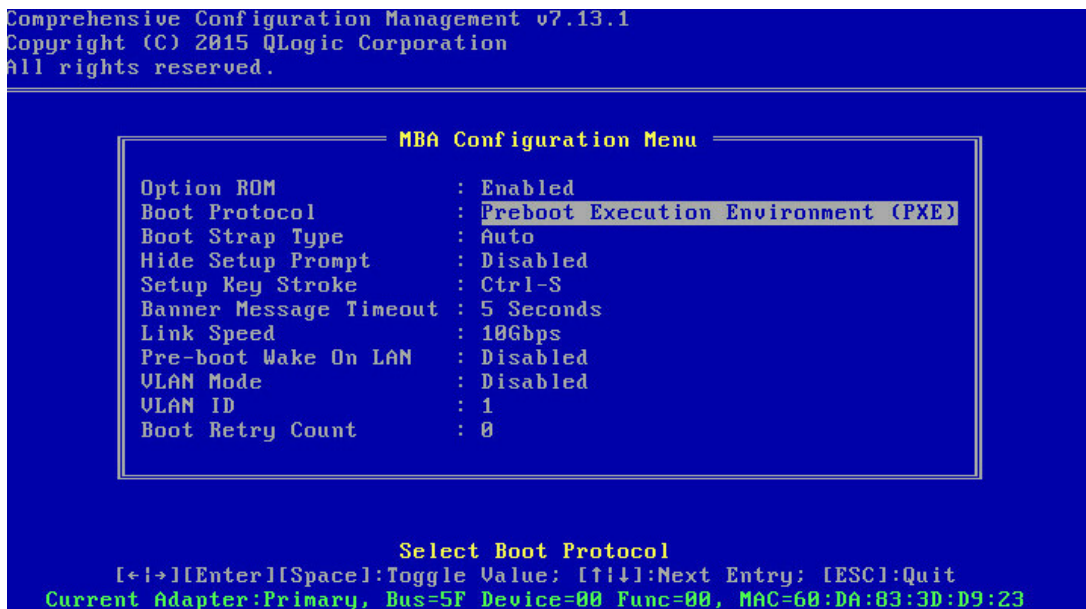 Comprehensive Configuration Management v7.13.1
Copyright (C) 2015 QLogic Corporation
All rights reserved.
MBA Configuration Menu
Option ROM : Enabled
Boot Protocol : Preboot Execution Environment (PXE)
Boot Strap Type : Auto
Hide Setup Prompt : Disabled
Setup Key Stroke : Ctrl-S
Banner Message Timeout : 5 Seconds
Link Speed : 10Gbps
Pre-boot Wake On LAN : Disabled
VLAN Mode : Disabled
VLAN ID : 1
Boot Retry Count : 0
Select Boot Protocol
[←|→][Enter][Space]:Toggle Value; [↑|↓]:Next Entry; [ESC]:Quit
Current Adapter:Primary, Bus=5F Device=00 Func=00, MAC=60:DA:83:3D:D9:23